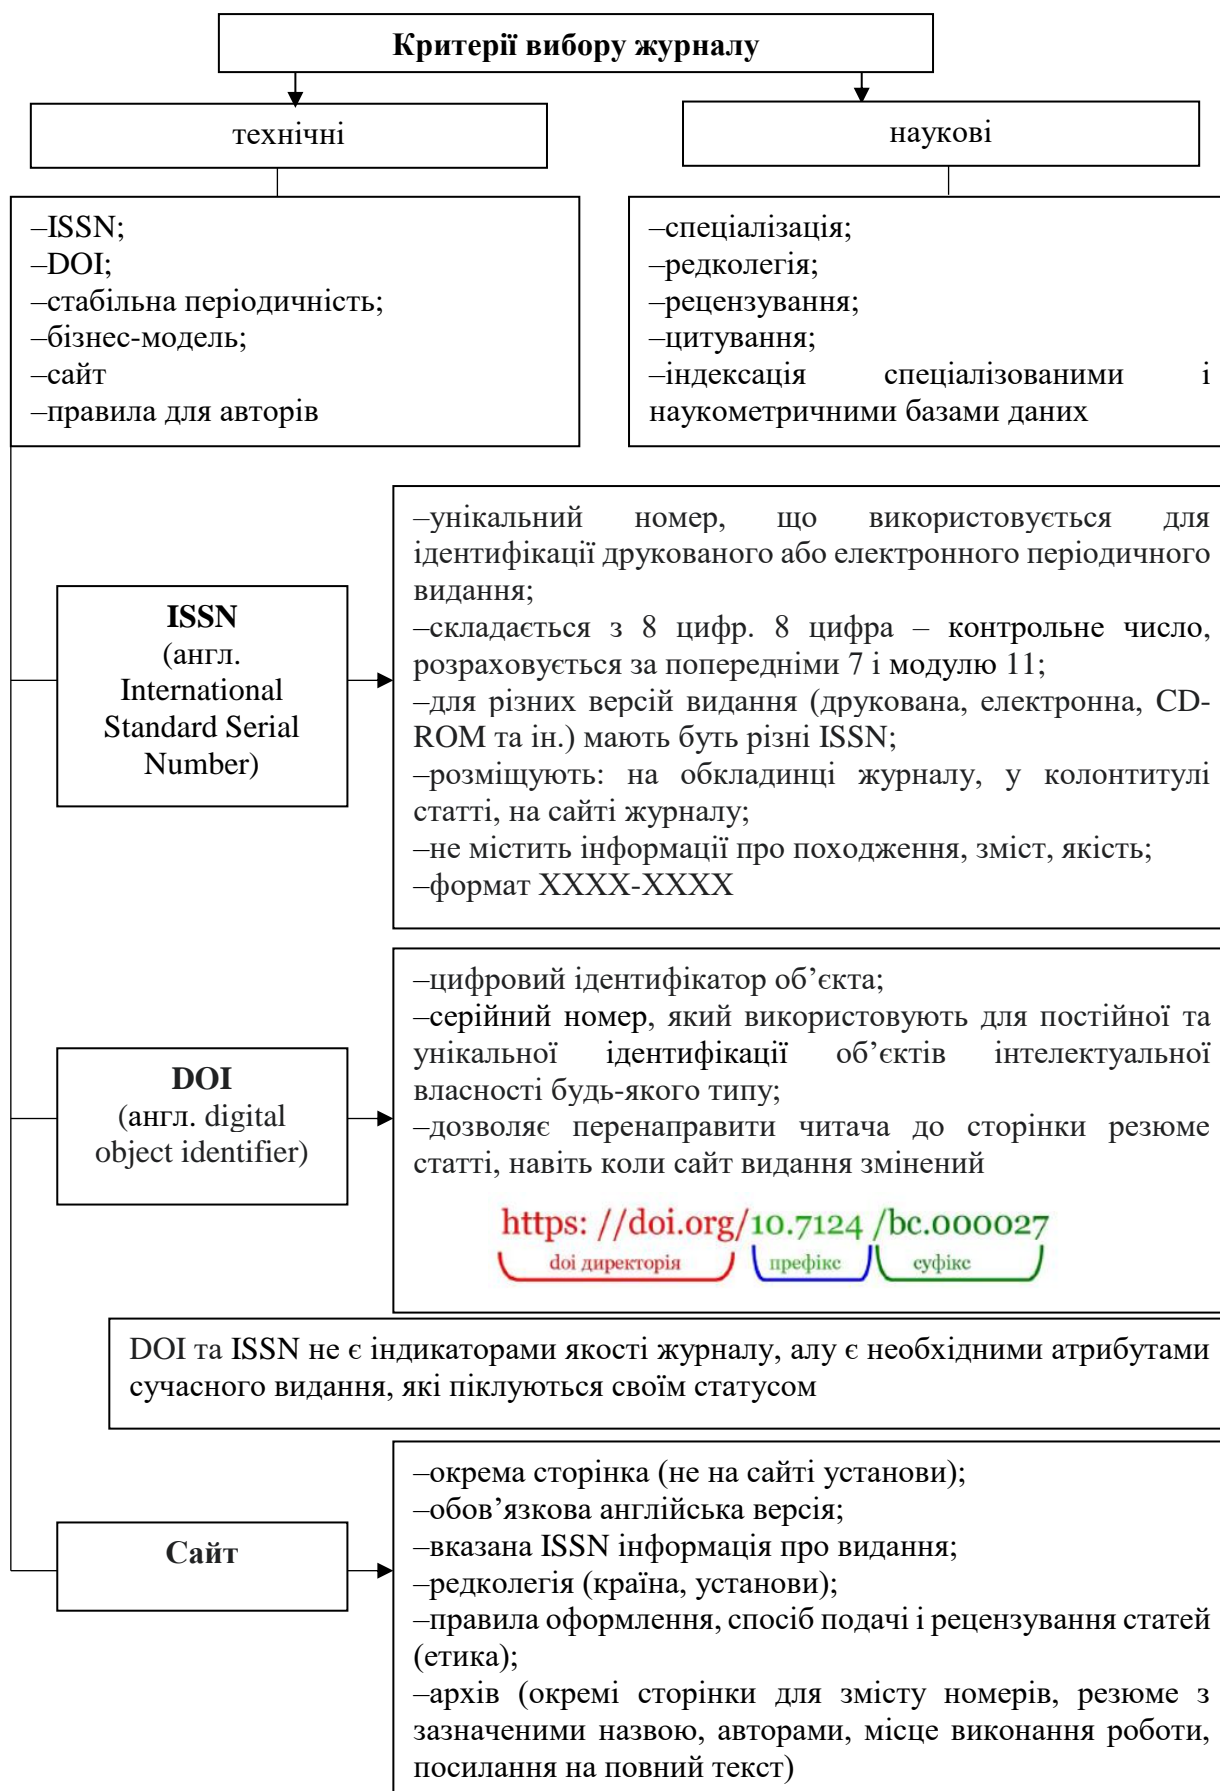 Критерії вибору журналу
технічні
наукові
–ISSN;
–DOI;
–стабільна періодичність;
–бізнес-модель;
–сайт
–правила для авторів
–спеціалізація;
–редколегія;
–рецензування;
–цитування;
–індексація спеціалізованими і
наукометричними базами даних
ISSN
(англ.
International
Standard Serial
Number)
–унікальний номер, що використовується для
ідентифікації друкованого або електронного періодичного
видання;
–складається з 8 цифр. 8 цифра – контрольне число,
розраховується за попередніми 7 і модулю 11;
–для різних версій видання (друкована, електронна, CD-
ROM та ін.) мають буть різні ISSN;
–розміщують: на обкладинці журналу, у колонтитулі
статті, на сайті журналу;
–не містить інформації про походження, зміст, якість;
–формат XXXX-XXXX
DOI
(англ. digital
object identifier)
–цифровий ідентифікатор об’єкта;
–серійний номер, який використовують для постійної та
унікальної ідентифікації об’єктів інтелектуальної
власності будь-якого типу;
–дозволяє перенаправити читача до сторінки резюме
статті, навіть коли сайт видання змінений
https: //doi.org/10.7124 /bc.000027
doi директорія префікс суфікс
DOI та ISSN не є індикаторами якості журналу, алу є необхідними атрибутами
сучасного видання, які піклуються своїм статусом
Сайт
–окрема сторінка (не на сайті установи);
–обов’язкова англійська версія;
–вказана ISSN інформація про видання;
–редколегія (країна, установи);
–правила оформлення, спосіб подачі і рецензування статей
(етика);
–архів (окремі сторінки для змісту номерів, резюме з
зазначеними назвою, авторами, місце виконання роботи,
посилання на повний текст)